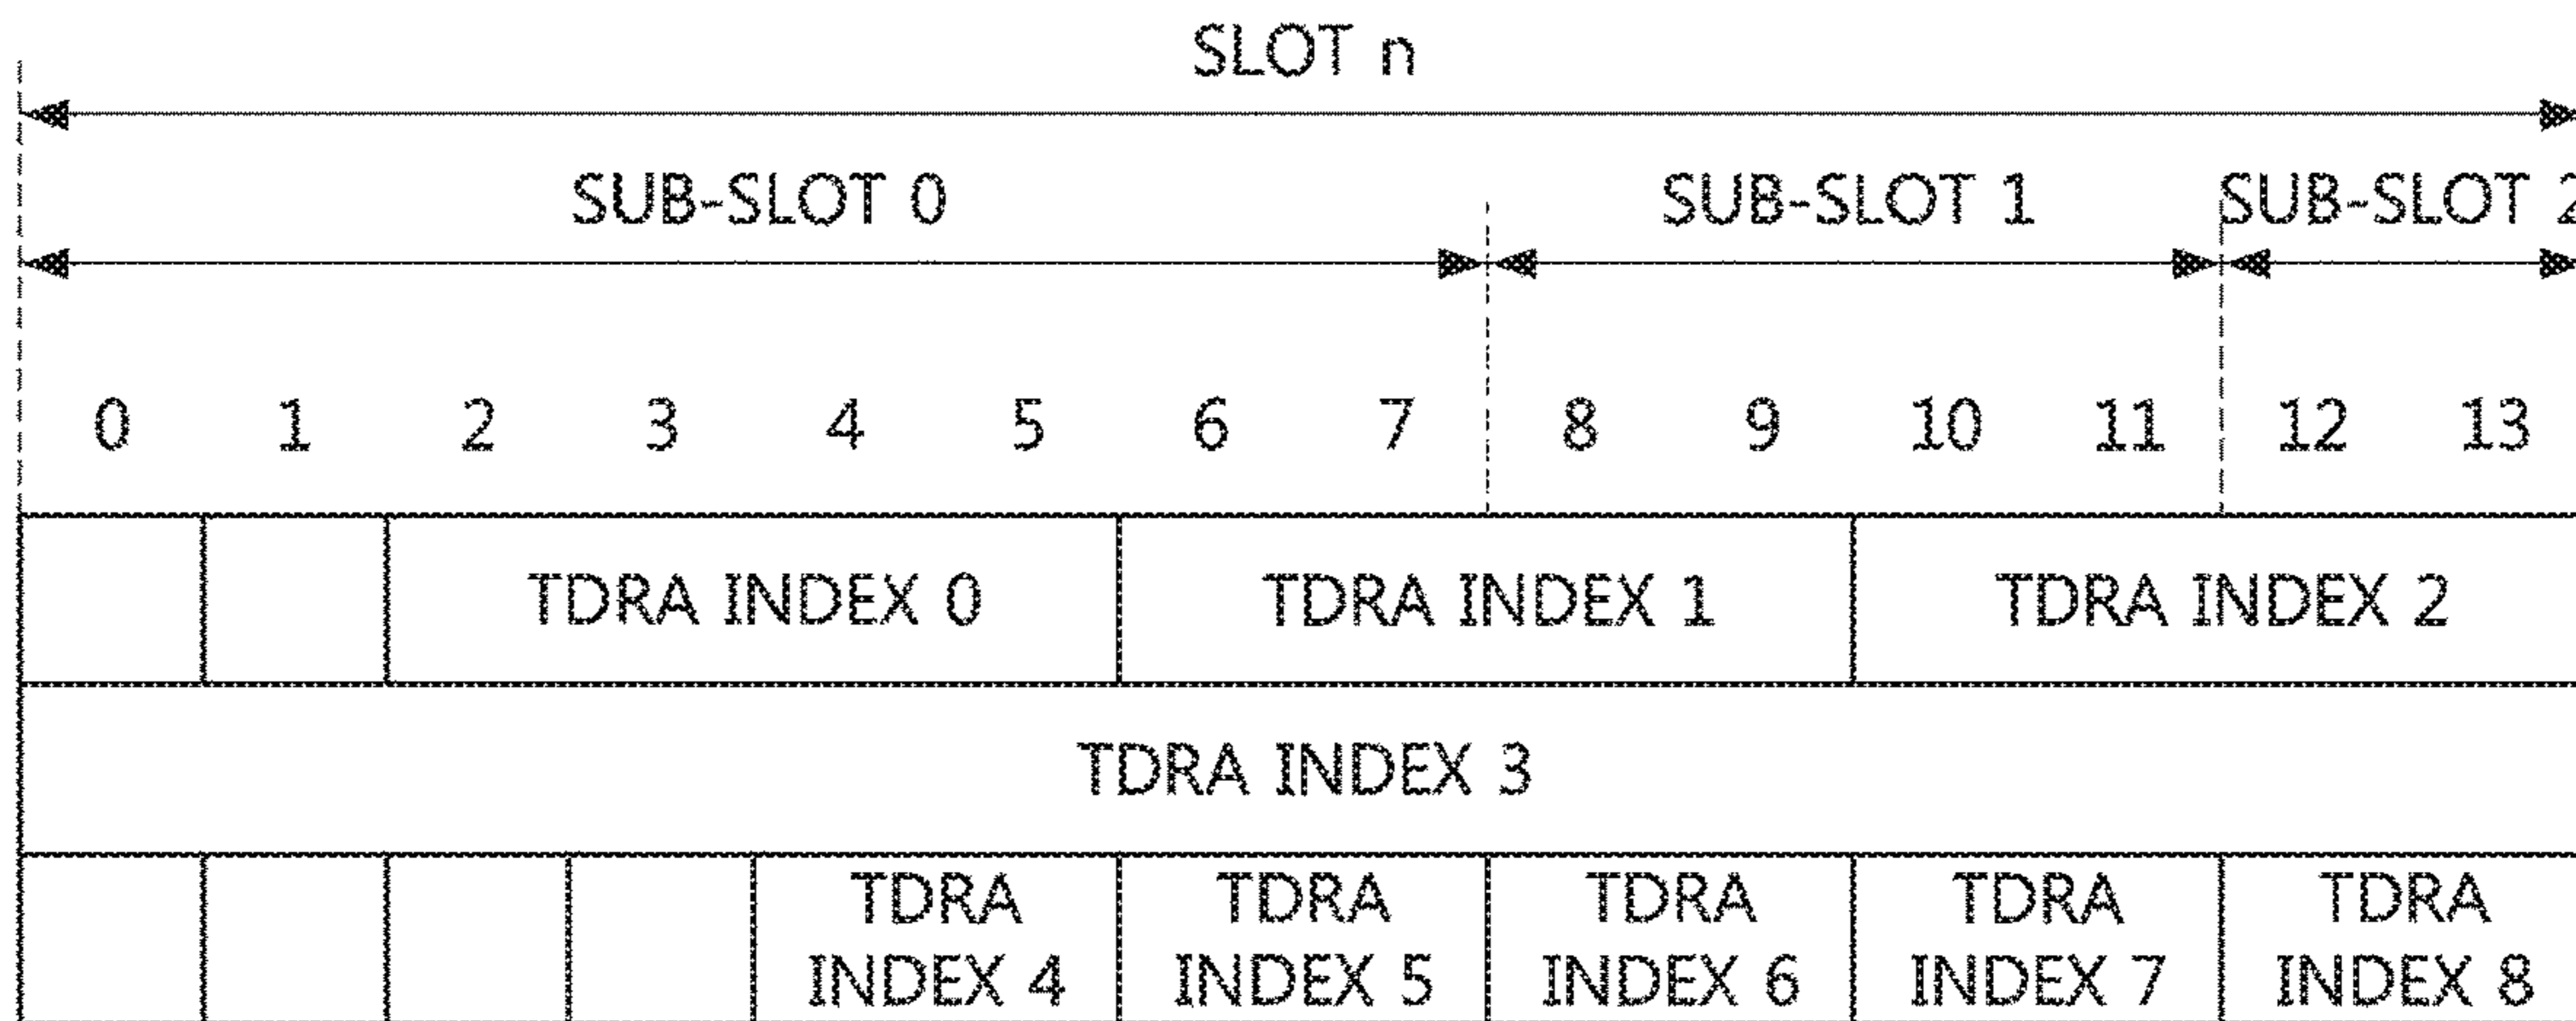 SLOT n
SUB-SLOT 0 SUB-SLOT 1 SUB-SLOT 2
0 1 2 3 4 5 6 7 8 9 10 11 12 13
TDRA INDEX 0 TDRA INDEX 1 TDRA INDEX 2
TDRA INDEX 3
TDRA TDRA TDRA TDRA TDRA
INDEX 4 INDEX 5 INDEX 6 INDEX 7 INDEX 8